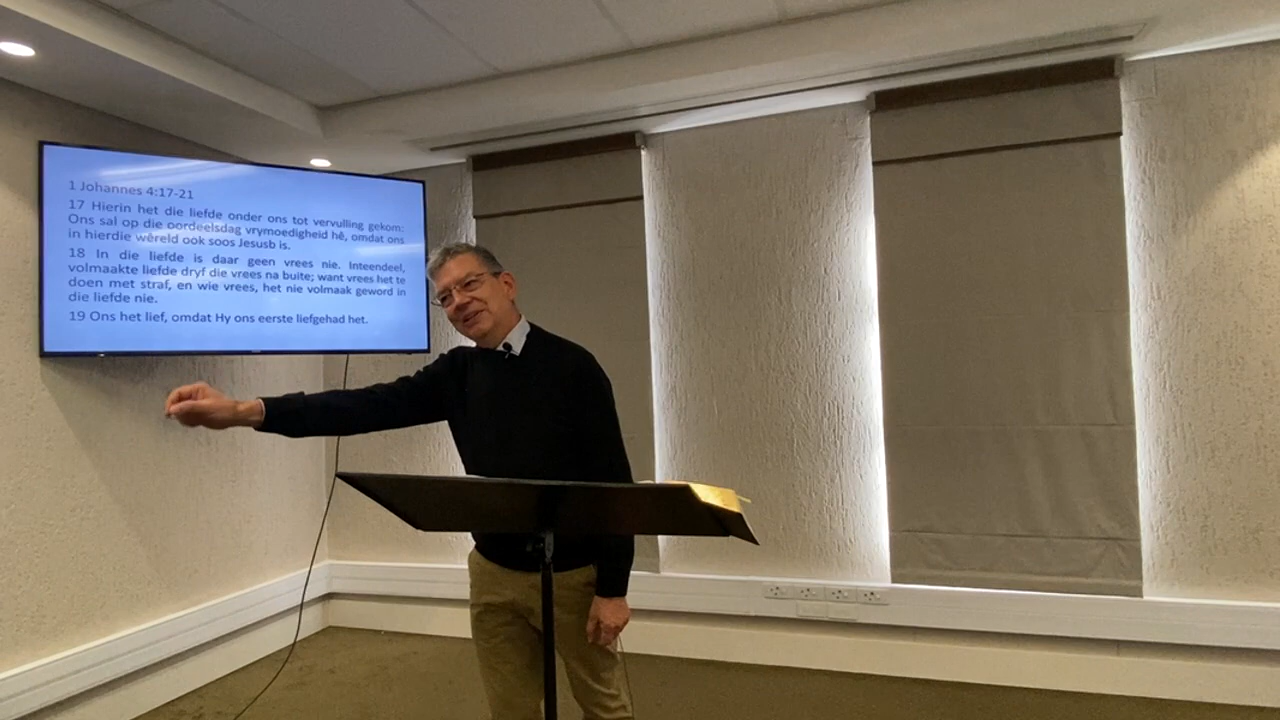 1 Johannes 4:17-21
17 Hierin het die liefde onder ons tot vervulling gekom:
Ons sal op die oordeelsdag vrymoedigheid hê, omdat ons
in hierdie wêreld ook soos Jesusb is.
18 In die liefde is daar geen vrees nie. Inteendeel,
volmaakte liefde dryf die vrees na buite; want vrees het te
doen met straf, en wie vrees, het nie volmaak geword in
die liefde nie.
19 Ons het lief, omdat Hy ons eerste liefgehad het.